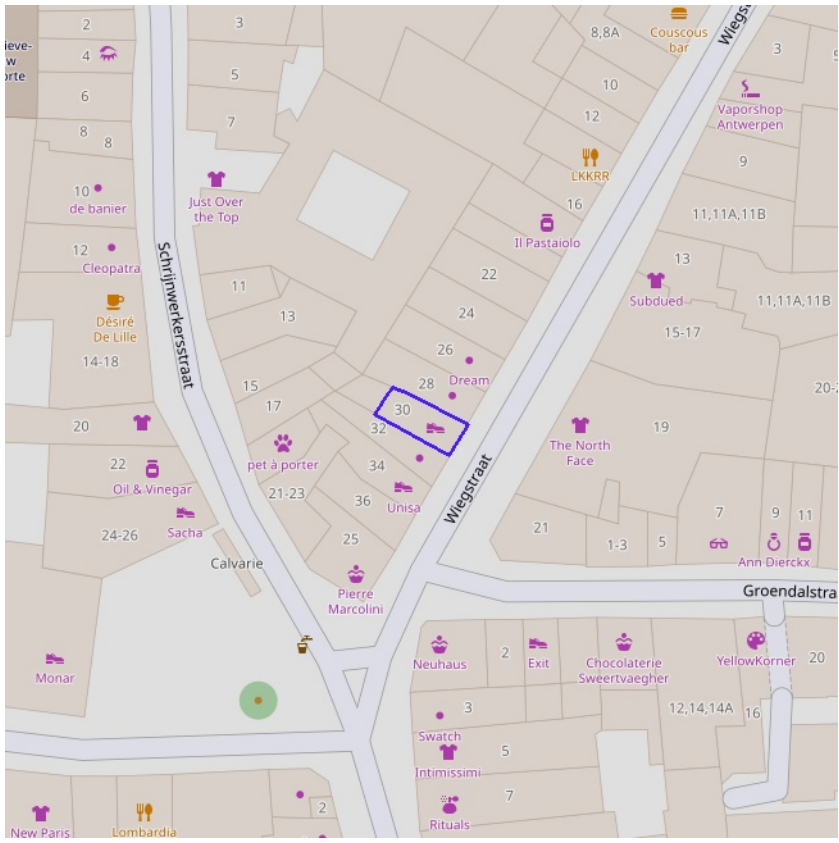 2
3
8,8A
Couscous
bar
Wiegst
3
ieve-
w
orte
4
5
10
6
12
Vaporshop
Antwerpen
7
8
8
LKKRR
9
10
de banier
Just Over
the Top
16
11,11A,11B
Il Pastaiolo
12
Cleopatra
Schrijnwerkersstraat
22
13
Subdued
11
11,11A,11B
13
24
15-17
Désiré
De Lille
14-18
26
28
Dream
15
17
30
20-2
20
32
19
The North
Face
pet à porter
34
22
Oil & Vinegar
21-23
36
Unisa
Wiegstraat
24-26
Sacha
25
21
1-3
5
7
9
11
Ann Dierckx
Calvarie
Pierre
Marcolini
Groendalstra
Monar
Neuhaus
2
Exit
Chocolaterie
Sweertvaegher
YellowKorner
20
3
Swatch
12,14,14A
16
5
Intimissimi
7
Rituals
2
New Paris
Lombardia